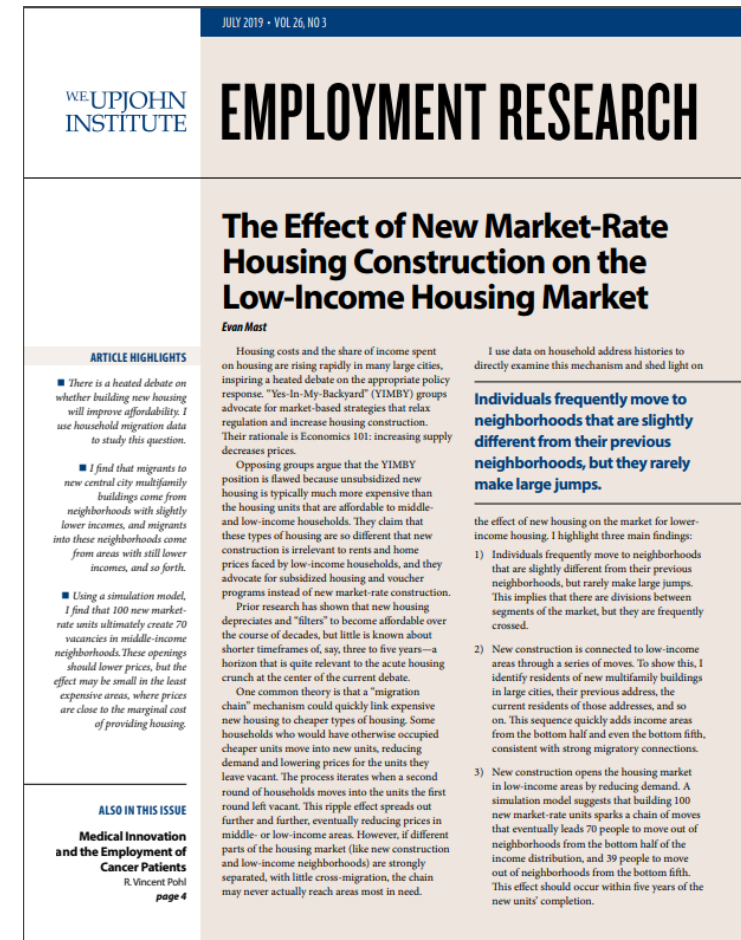 JULY 2019 • VOL 26, NO 3
W.E. UPJOHN
INSTITUTE
EMPLOYMENT RESEARCH
The Effect of New Market-Rate
Housing Construction on the
Low-Income Housing Market
Evan Mast
ARTICLE HIGHLIGHTS
■ There is a heated debate on
whether building new housing
will improve affordability. I
use household migration data
to study this question.
■ I find that migrants to
new central city multifamily
buildings come from
neighborhoods with slightly
lower incomes, and migrants
into these neighborhoods come
from areas with still lower
incomes, and so forth.
■ Using a simulation model,
I find that 100 new market-
rate units ultimately create 70
vacancies in middle-income
neighborhoods.These openings
should lower prices, but the
effect may be small in the least
expensive areas, where prices
are close to the marginal cost
of providing housing.
ALSO IN THIS ISSUE
Medical Innovation
and the Employment of
Cancer Patients
R. Vincent Pohl
page 4
Housing costs and the share of income spent
on housing are rising rapidly in many large cities,
inspiring a heated debate on the appropriate policy
response. “Yes-In-My-Backyard” (YIMBY) groups
advocate for market-based strategies that relax
regulation and increase housing construction.
Their rationale is Economics 101: increasing supply
decreases prices.
Opposing groups argue that the YIMBY
position is flawed because unsubsidized new
housing is typically much more expensive than
the housing units that are affordable to middle-
and low-income households. They claim that
these types of housing are so different that new
construction is irrelevant to rents and home
prices faced by low-income households, and they
advocate for subsidized housing and voucher
programs instead of new market-rate construction.
Prior research has shown that new housing
depreciates and “filters” to become affordable over
the course of decades, but little is known about
shorter timeframes of, say, three to five years—a
horizon that is quite relevant to the acute housing
crunch at the center of the current debate.
One common theory is that a “migration
chain” mechanism could quickly link expensive
new housing to cheaper types of housing. Some
households who would have otherwise occupied
cheaper units move into new units, reducing
demand and lowering prices for the units they
leave vacant. The process iterates when a second
round of households moves into the units the first
round left vacant. This ripple effect spreads out
further and further, eventually reducing prices in
middle- or low-income areas. However, if different
parts of the housing market (like new construction
and low-income neighborhoods) are strongly
separated, with little cross-migration, the chain
may never actually reach areas most in need.
I use data on household address histories to
directly examine this mechanism and shed light on
Individuals frequently move to
neighborhoods that are slightly
different from their previous
neighborhoods, but they rarely
make large jumps.
the effect of new housing on the market for lower-
income housing. I highlight three main findings:
1) Individuals frequently move to neighborhoods
that are slightly different from their previous
neighborhoods, but rarely make large jumps.
This implies that there are divisions between
segments of the market, but they are frequently
crossed.
2) New construction is connected to low-income
areas through a series of moves. To show this, I
identify residents of new multifamily buildings
in large cities, their previous address, the
current residents of those addresses, and so
on. This sequence quickly adds income areas
from the bottom half and even the bottom fifth,
consistent with strong migratory connections.
3) New construction opens the housing market
in low-income areas by reducing demand. A
simulation model suggests that building 100
new market-rate units sparks a chain of moves
that eventually leads 70 people to move out of
neighborhoods from the bottom half of the
income distribution, and 39 people to move
out of neighborhoods from the bottom fifth.
This effect should occur within five years of the
new units’ completion.